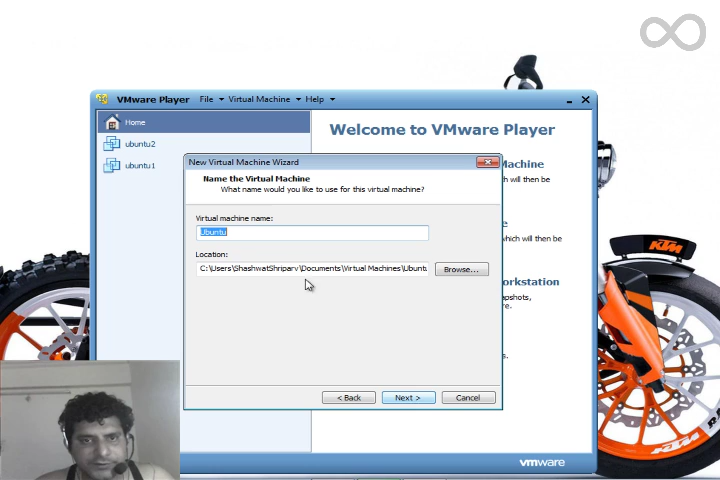 VMware Player File Virtual Machine Help
Home
ubuntu2
ubuntu1
Welcome to VMware Player
Machine
which will then be
which will then be
orkstation
apshots,
New Virtual Machine Wizard
Name the Virtual Machine
What name would you like to use for this virtual machine?
Virtual machine name:
Ubuntu
Location:
C:\Users\ShashwatShriparv\Documents\Virtual Machines\Ubuntu
Browse...
< Back Next > Cancel
vmware
KTM
KTM